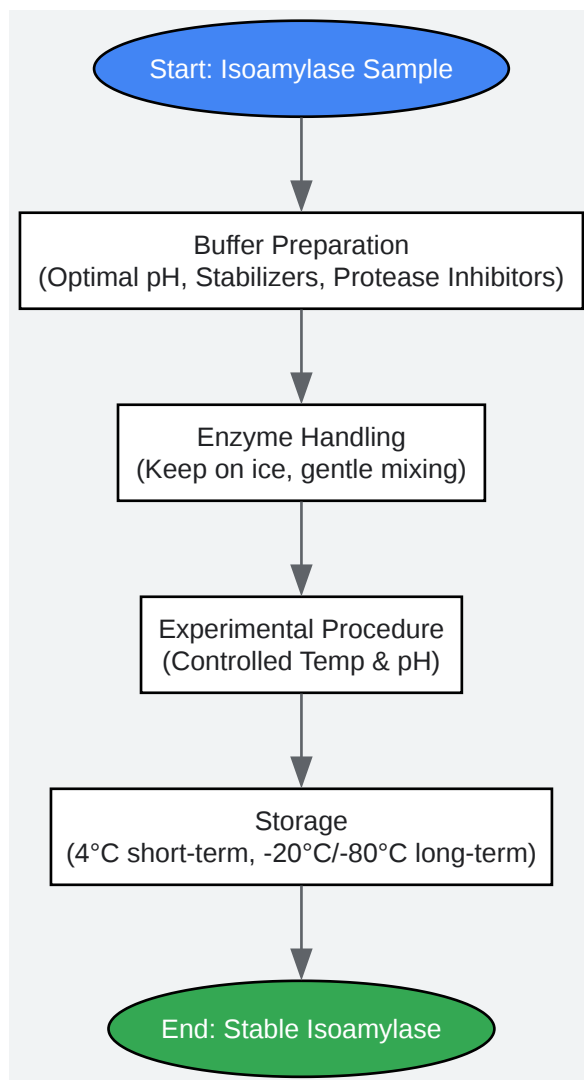 Start: Isoamylase Sample
Buffer Preparation
(Optimal pH, Stabilizers, Protease Inhibitors)
Enzyme Handling
(Keep on ice, gentle mixing)
Experimental Procedure
(Controlled Temp & pH)
Storage
(4°C short-term, -20°C/-80°C long-term)
End: Stable Isoamylase